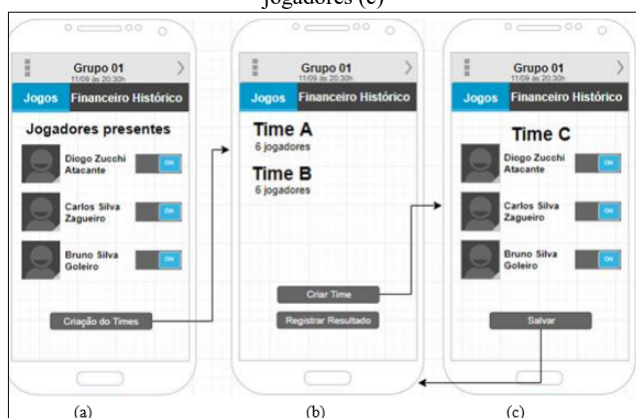 jogadores (c)
Grupo 01
11/09 às 20:30h
Jogos Financeiro Histórico
Jogadores presentes
Diogo Zucchi
Atacante
ON
Carlos Silva
Zagueiro
ON
Bruno Silva
Goleiro
ON
Criação do Times
(a)
Grupo 01
11/09 às 20:30h
Jogos Financeiro Histórico
Time A
6 jogadores
Time B
6 jogadores
Criar Time
Registrar Resultado
(b)
Grupo 01
11/09 às 20:30h
Jogos Financeiro Histórico
Time C
Diogo Zucchi
Atacante
ON
Carlos Silva
Zagueiro
ON
Bruno Silva
Goleiro
ON
Salvar
(c)